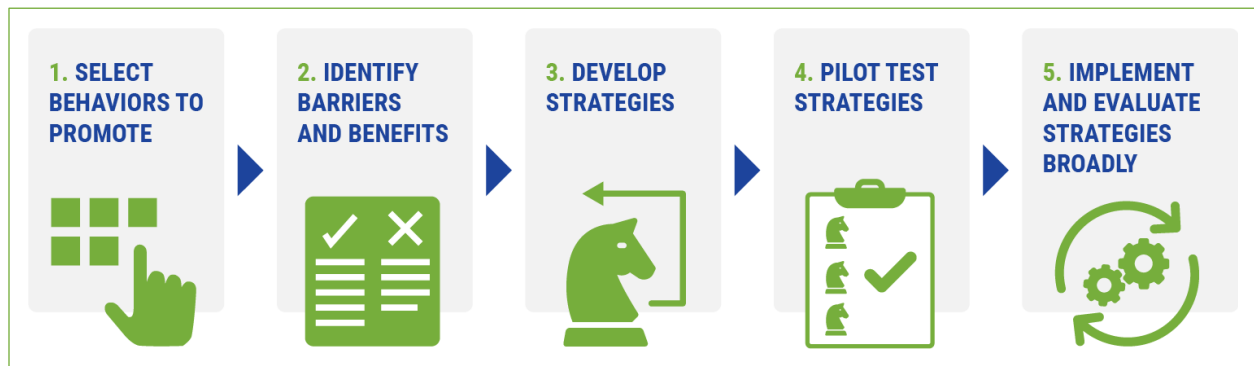 1. SELECT
BEHAVIORS TO
PROMOTE
2. IDENTIFY
BARRIERS
AND BENEFITS
3. DEVELOP
STRATEGIES
4. PILOT TEST
STRATEGIES
5. IMPLEMENT
AND EVALUATE
STRATEGIES
BROADLY